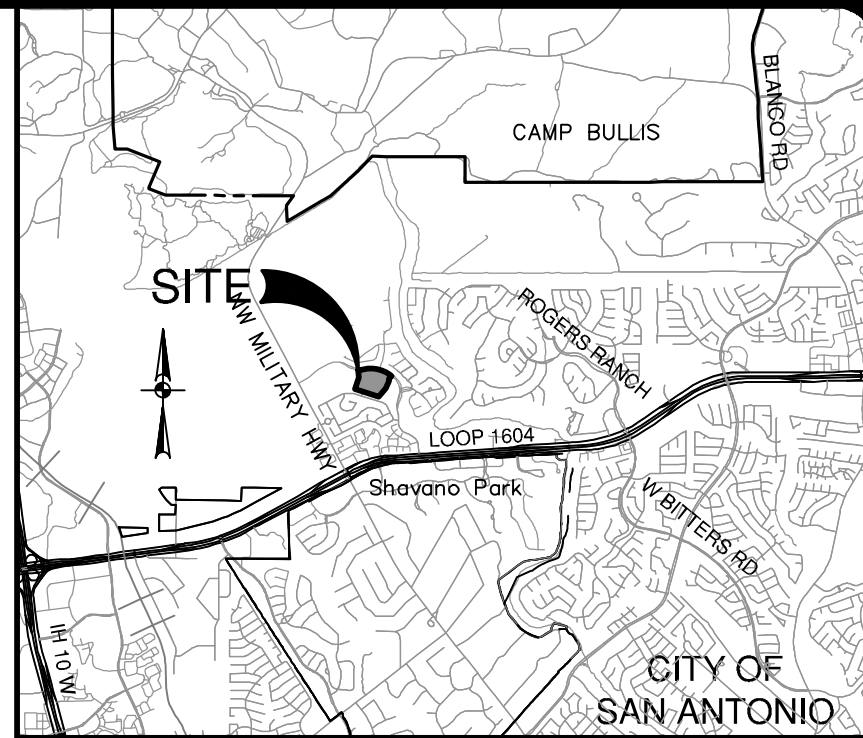 CAMP BULLIS
BLANCO RD
SITE
NW MILITARY HWY
ROGERS RANCH
LOOP 1604
Shavano Park
W BITTERS RD
IH 10 W
CITY OF
SAN ANTONIO